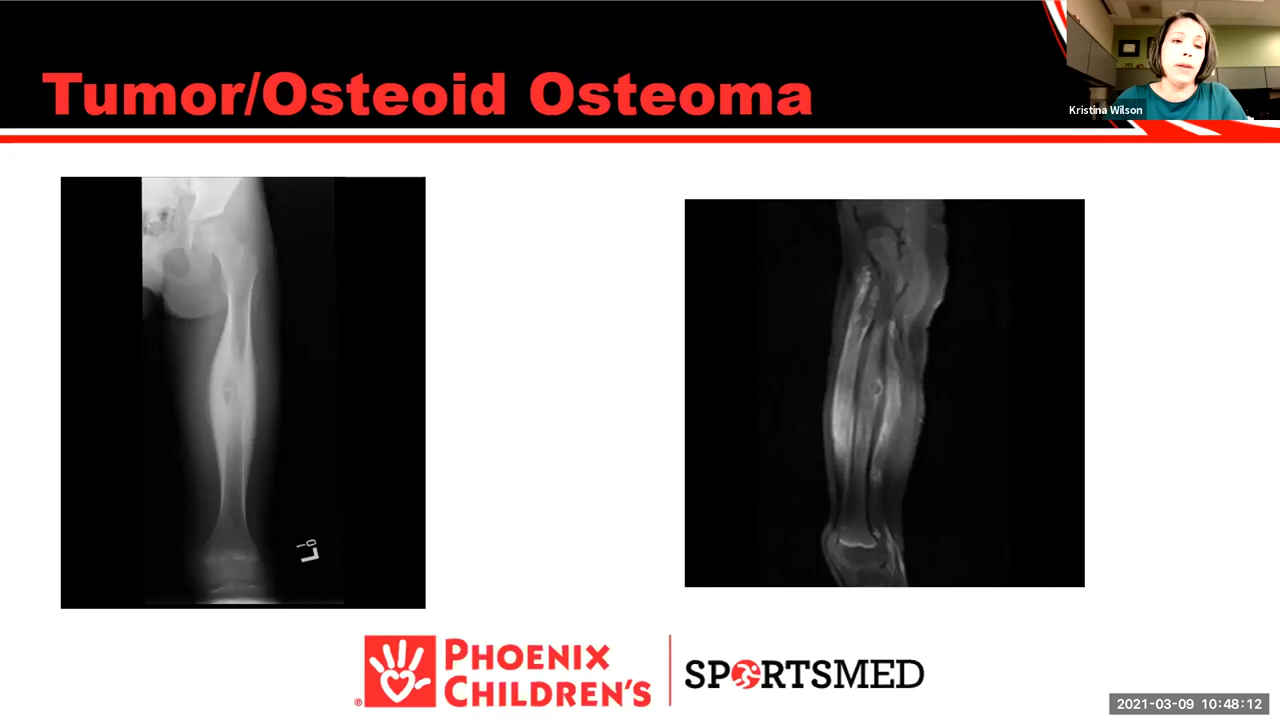 Tumor/Osteoid Osteoma
Kristina Wilson
PHOENIX
CHILDREN'S
®
SPORTSMED
2021-03-09 10:48:12